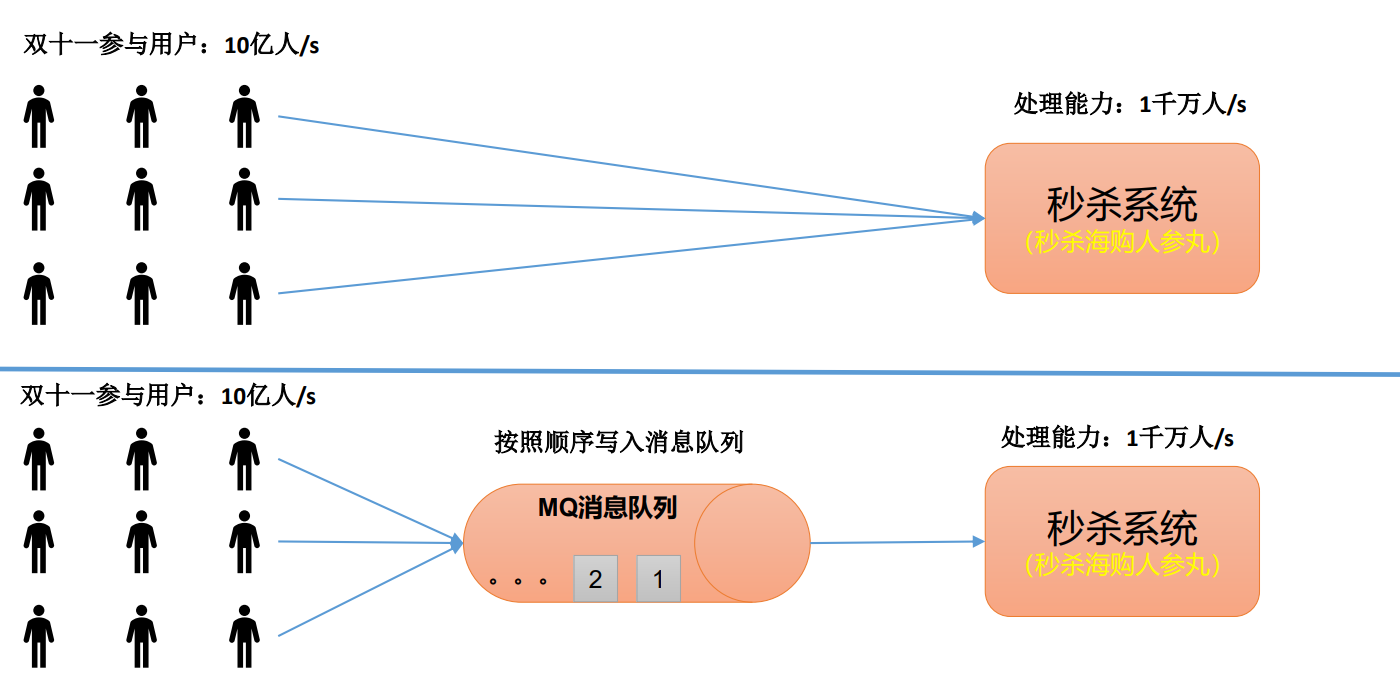 双十一参与用户：10亿人/s
处理能力：1千万人/s
秒杀系统
(秒杀海购人参丸)
双十一参与用户：10亿人/s
按照顺序写入消息队列
处理能力：1千万人/s
MQ消息队列
。。。 2 1
秒杀系统
(秒杀海购人参丸)